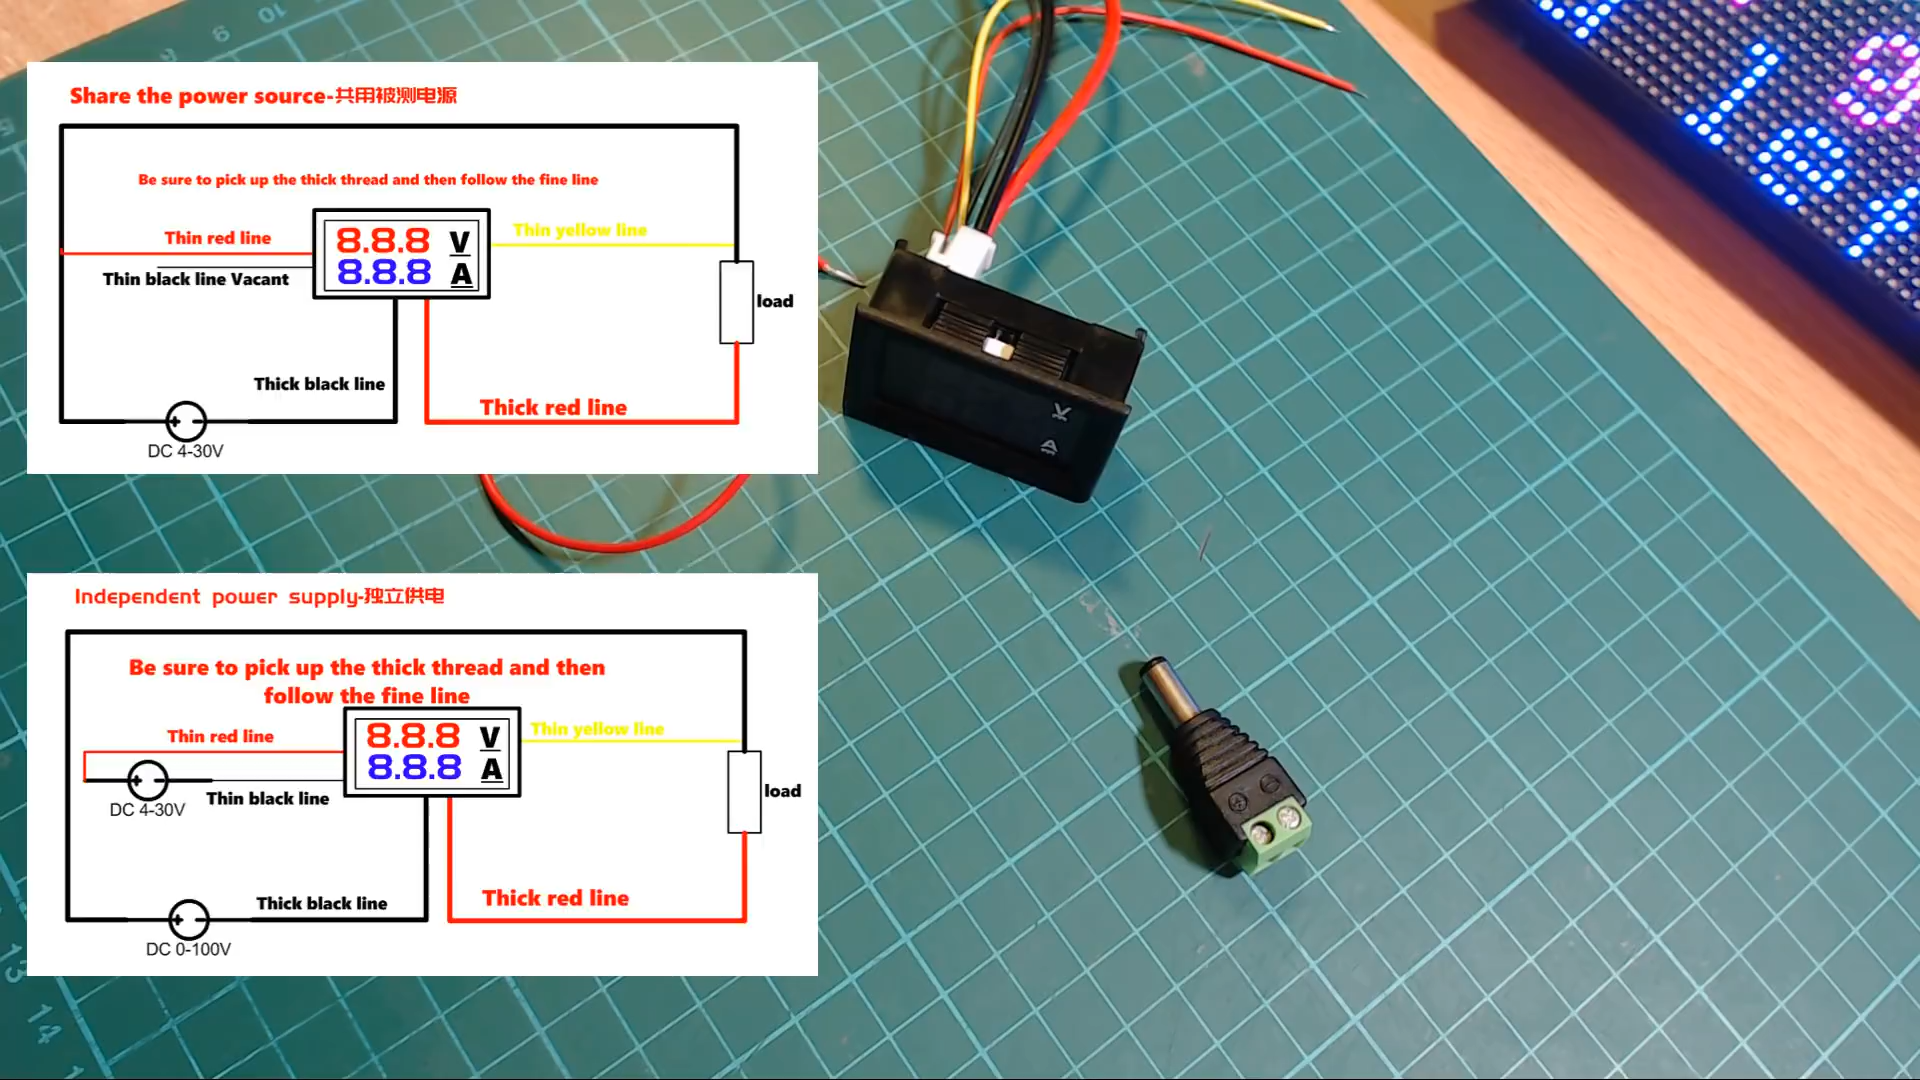 Share the power source-共用被测电源
Be sure to pick up the thick thread and then follow the fine line
Thin red line
Thin yellow line
8.8.8 V
8.8.8 A
Thin black line Vacant
load
Thick black line
Thick red line
DC 4-30V
Independent power supply-独立供电
Be sure to pick up the thick thread and then
follow the fine line
Thin red line
Thin yellow line
8.8.8 V
8.8.8 A
DC 4-30V
Thin black line
load
Thick black line
Thick red line
DC 0-100V
V
A
9
10
13
14